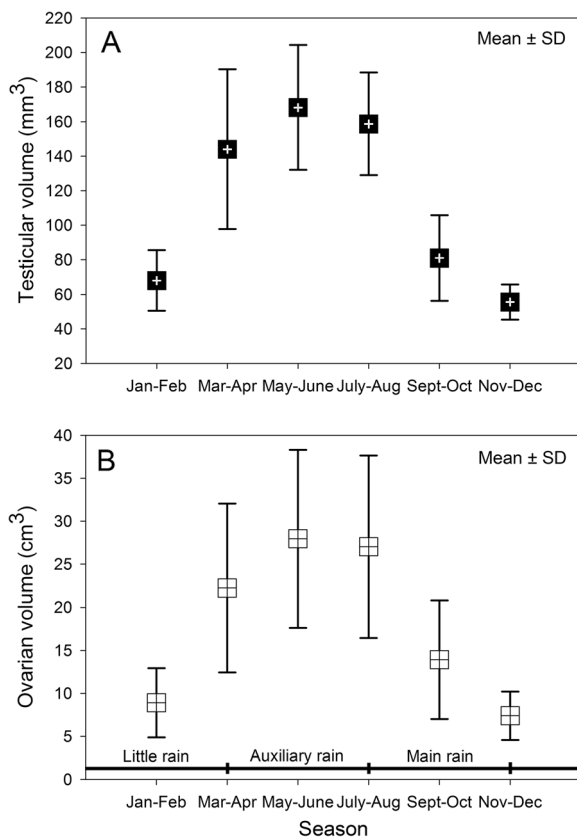 A
Mean ± SD
Testicular volume (mm³)
220
200
180
160
140
120
100
80
60
40
20
Jan-Feb Mar-Apr May-June July-Aug Sept-Oct Nov-Dec
B
Mean ± SD
Ovarian volume (cm³)
40
35
30
25
20
15
10
5
0
Little rain Auxiliary rain Main rain
Jan-Feb Mar-Apr May-June July-Aug Sept-Oct Nov-Dec
Season